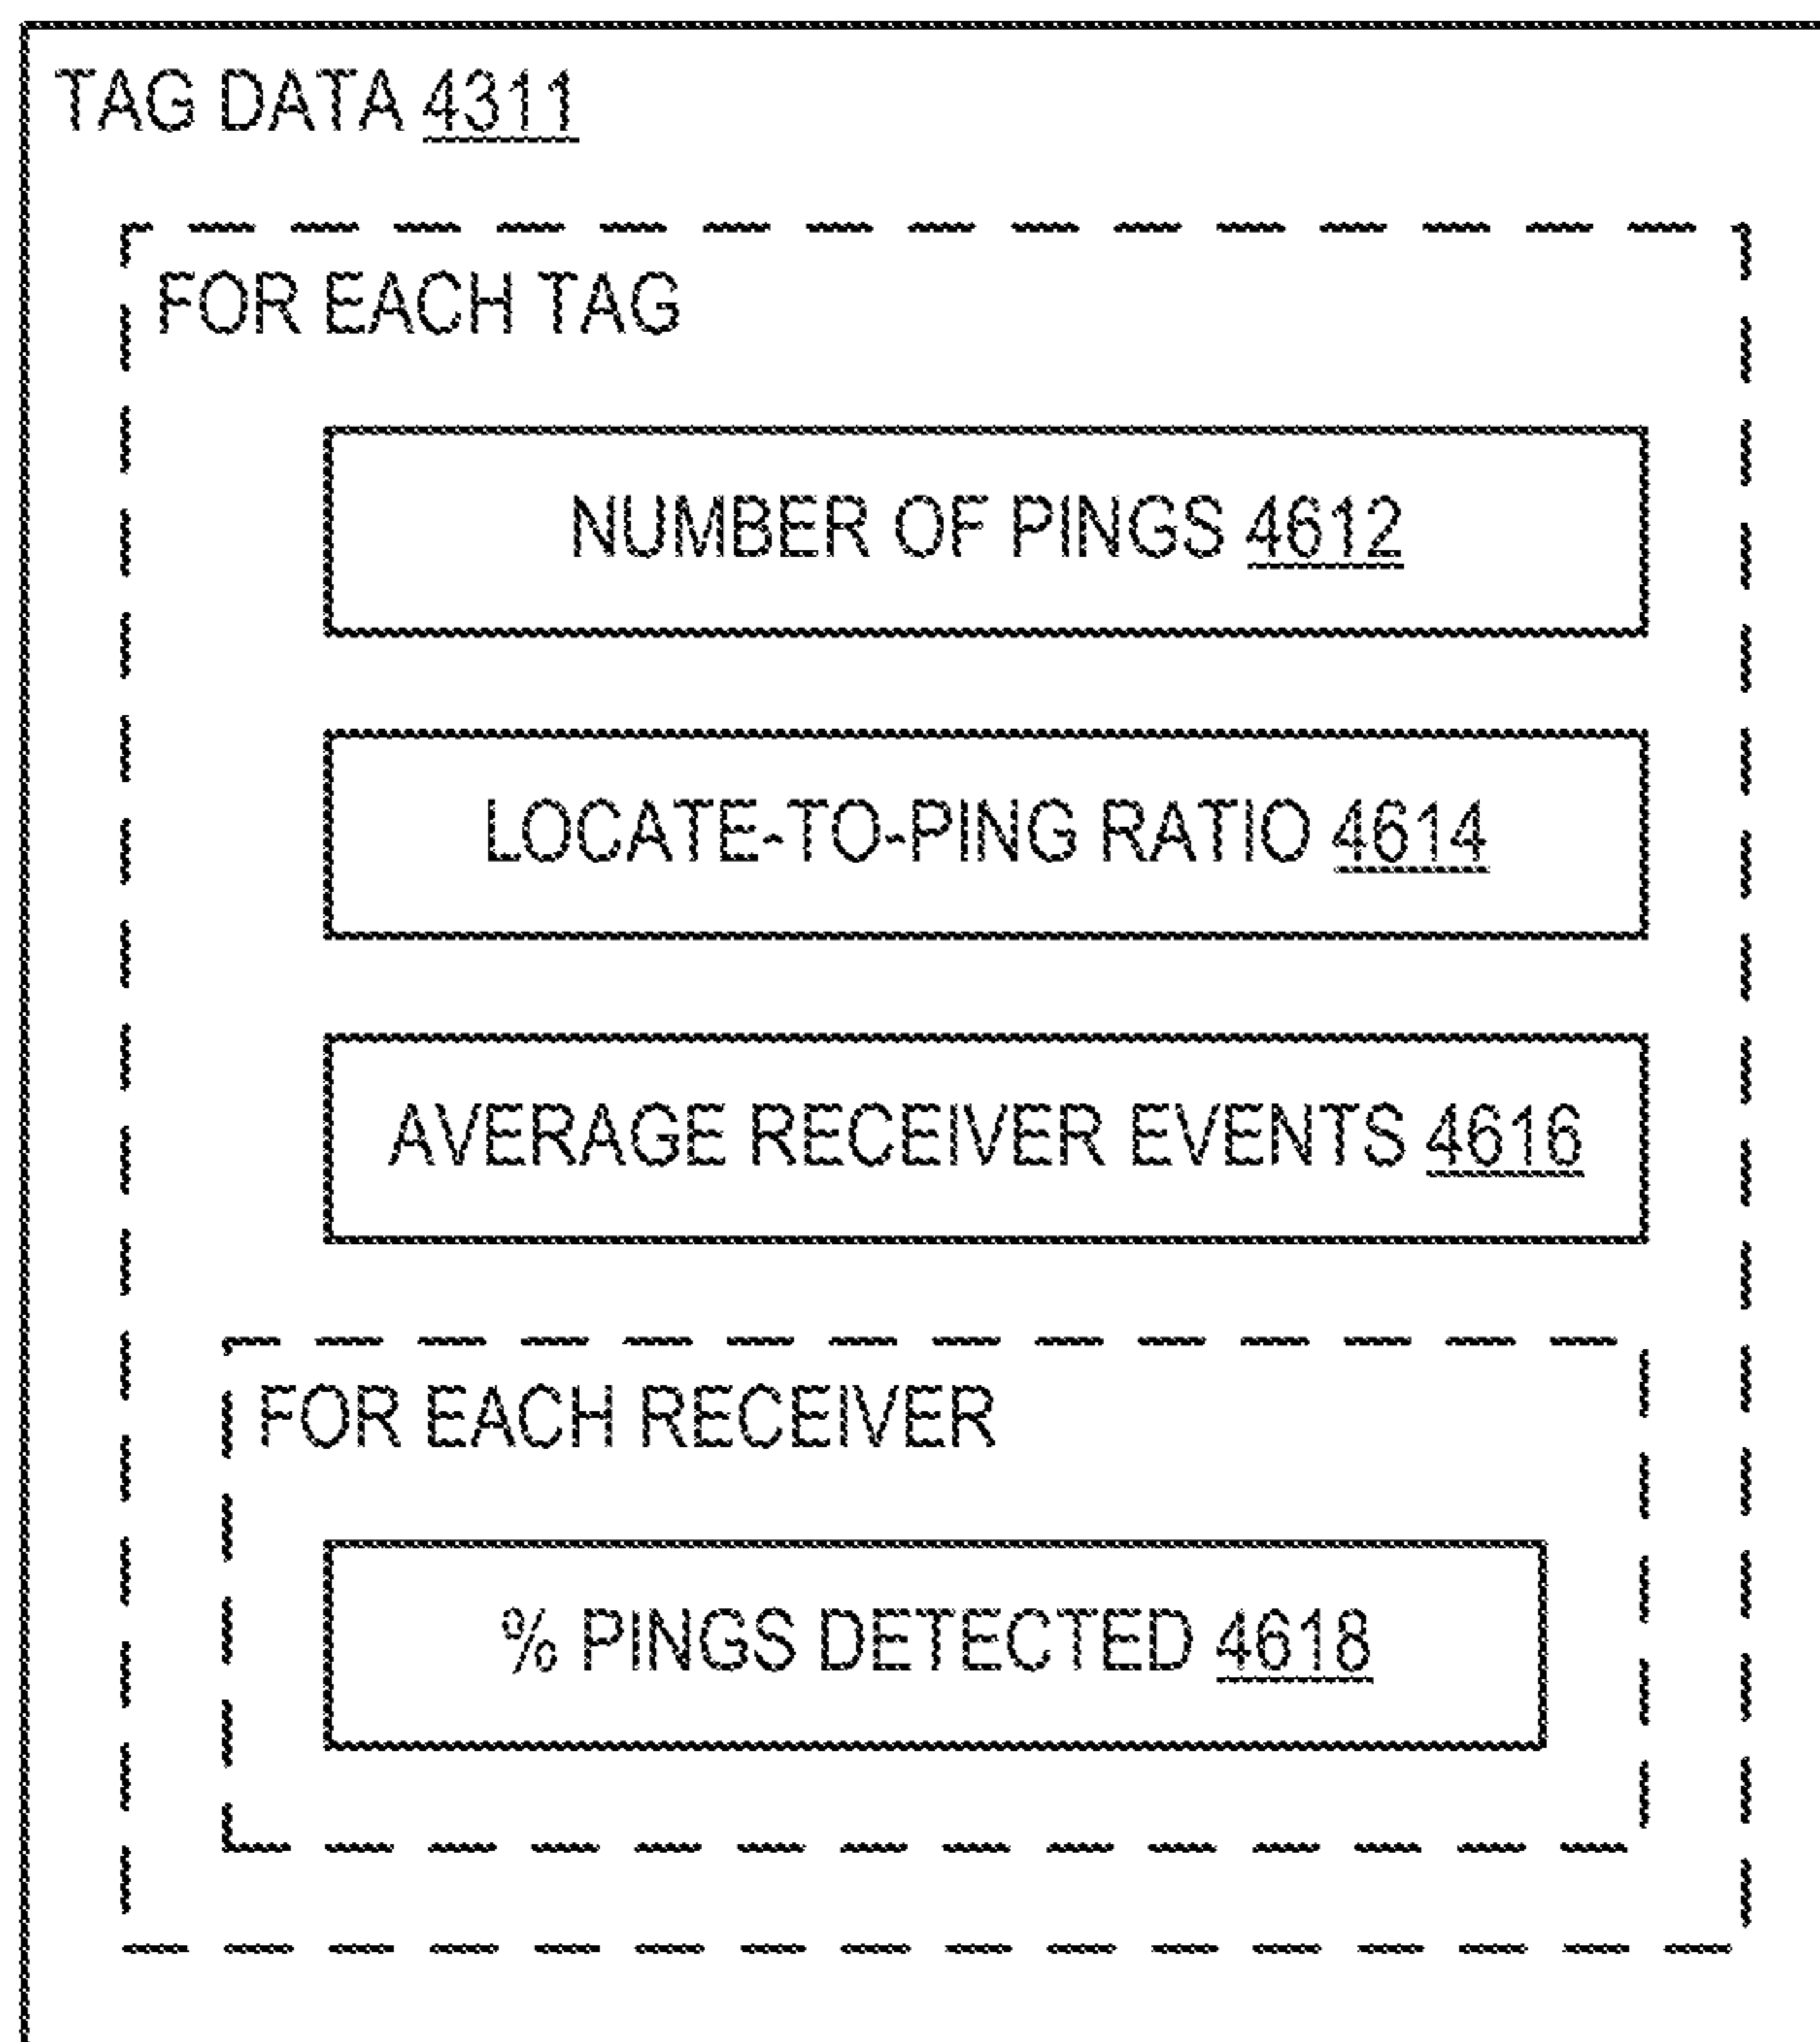 TAG DATA 4311
FOR EACH TAG
NUMBER OF PINGS 4612
LOCATE-TO-PING RATIO 4614
AVERAGE RECEIVER EVENTS 4616
FOR EACH RECEIVER
% PINGS DETECTED 4618